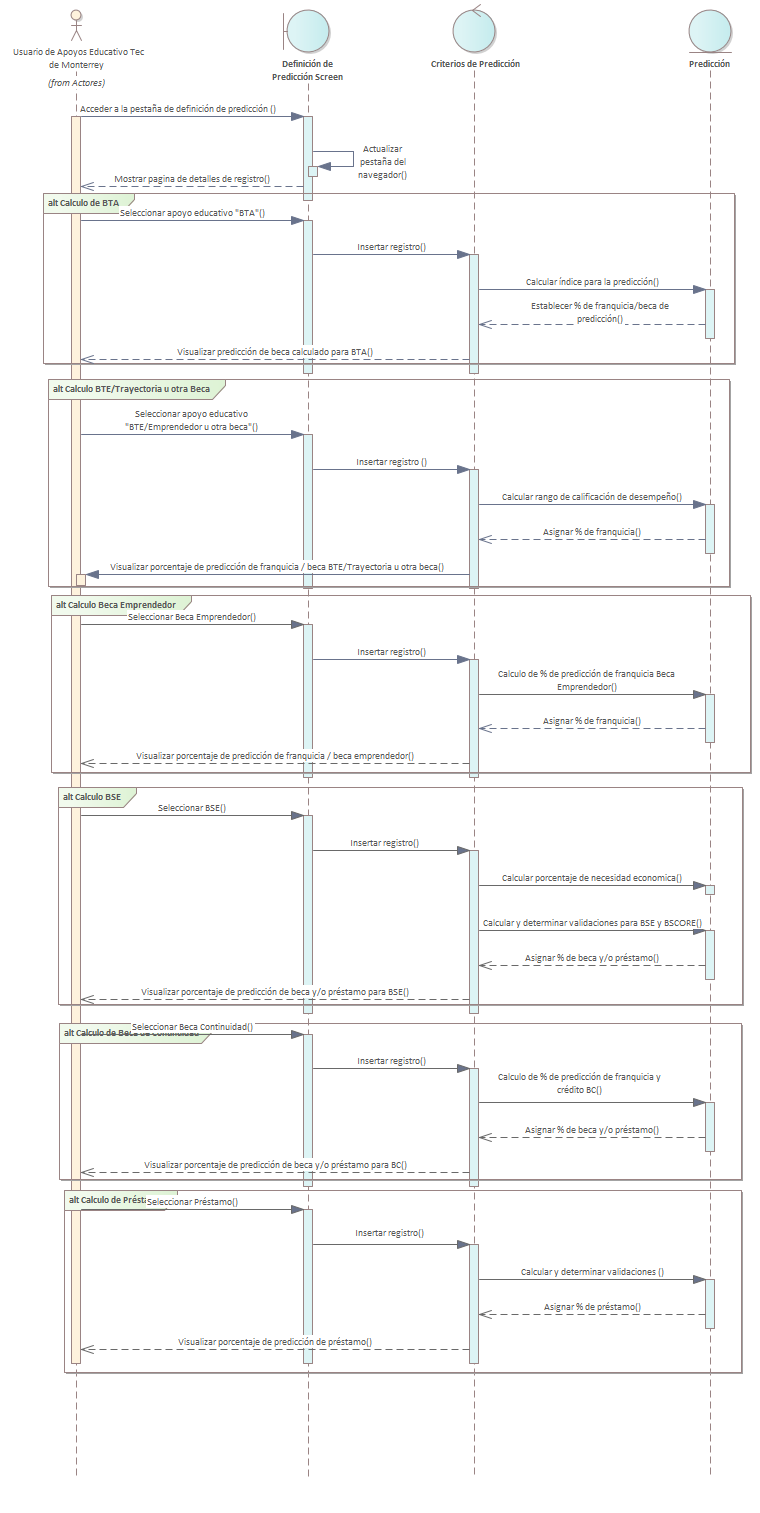 Usuario de Apoyos Educativo Tec
de Monterrey
(from Actores)
Definición de
Predicción Screen
Criterios de Predicción
Predicción
Acceder a la pestaña de definición de predicción ()
Actualizar
pestaña del
navegador()
Mostrar pagina de detalles de registro()
alt Calculo de BTA
Seleccionar apoyo educativo "BTA"()
Insertar registro()
Calcular índice para la predicción()
Establecer % de franquicia/beca de
predicción()
Visualizar predicción de beca calculado para BTA()
alt Calculo BTE/Trayectoria u otra Beca
Seleccionar apoyo educativo
"BTE/Emprendedor u otra beca"()
Insertar registro ()
Calcular rango de calificación de desempeño()
Asignar % de franquicia()
Visualizar porcentaje de predicción de franquicia / beca BTE/Trayectoria u otra beca()
alt Calculo Beca Emprendedor
Seleccionar Beca Emprendedor()
Insertar registro()
Calculo de % de predicción de franquicia Beca
Emprendedor()
Asignar % de franquicia()
Visualizar porcentaje de predicción de franquicia / beca emprendedor()
alt Calculo BSE
Seleccionar BSE()
Insertar registro()
Calcular porcentaje de necesidad economica()
Calcular y determinar validaciones para BSE y BSCORE()
Asignar % de beca y/o préstamo()
Visualizar porcentaje de predicción de beca y/o préstamo para BSE()
Seleccionar Beca Continuidad()
alt Calculo de Beca de Continuidad
Insertar registro()
Calculo de % de predicción de franquicia y
crédito BC()
Asignar % de beca y/o préstamo()
Visualizar porcentaje de predicción de beca y/o préstamo para BC()
alt Calculo de
Seleccionar Préstamo()
Insertar registro()
Calcular y determinar validaciones ()
Asignar % de préstamo()
Visualizar porcentaje de predicción de préstamo()